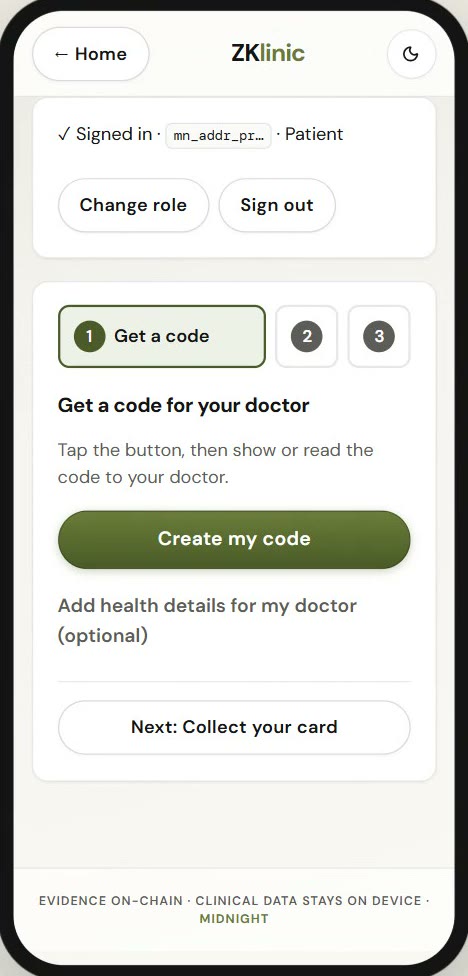 ← Home
ZKlinic
✓ Signed in · mn_addr_pr… · Patient
Change role
Sign out
1 Get a code
2
3
Get a code for your doctor
Tap the button, then show or read the
code to your doctor.
Create my code
Add health details for my doctor
(optional)
Next: Collect your card
EVIDENCE ON-CHAIN · CLINICAL DATA STAYS ON DEVICE ·
MIDNIGHT